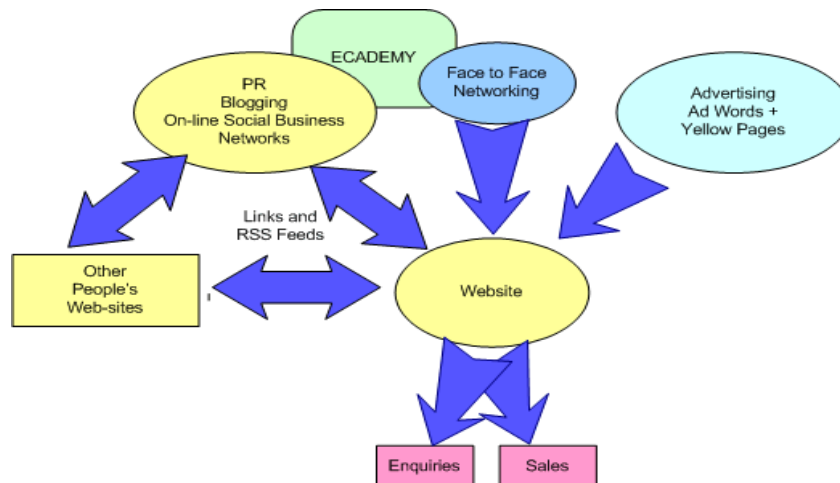 ECADEMY
PR
Blogging
On-line Social Business
Networks
Face to Face
Networking
Advertising
Ad Words +
Yellow Pages
Links and
RSS Feeds
Other
People's
Web-sites
Website
Enquiries
Sales